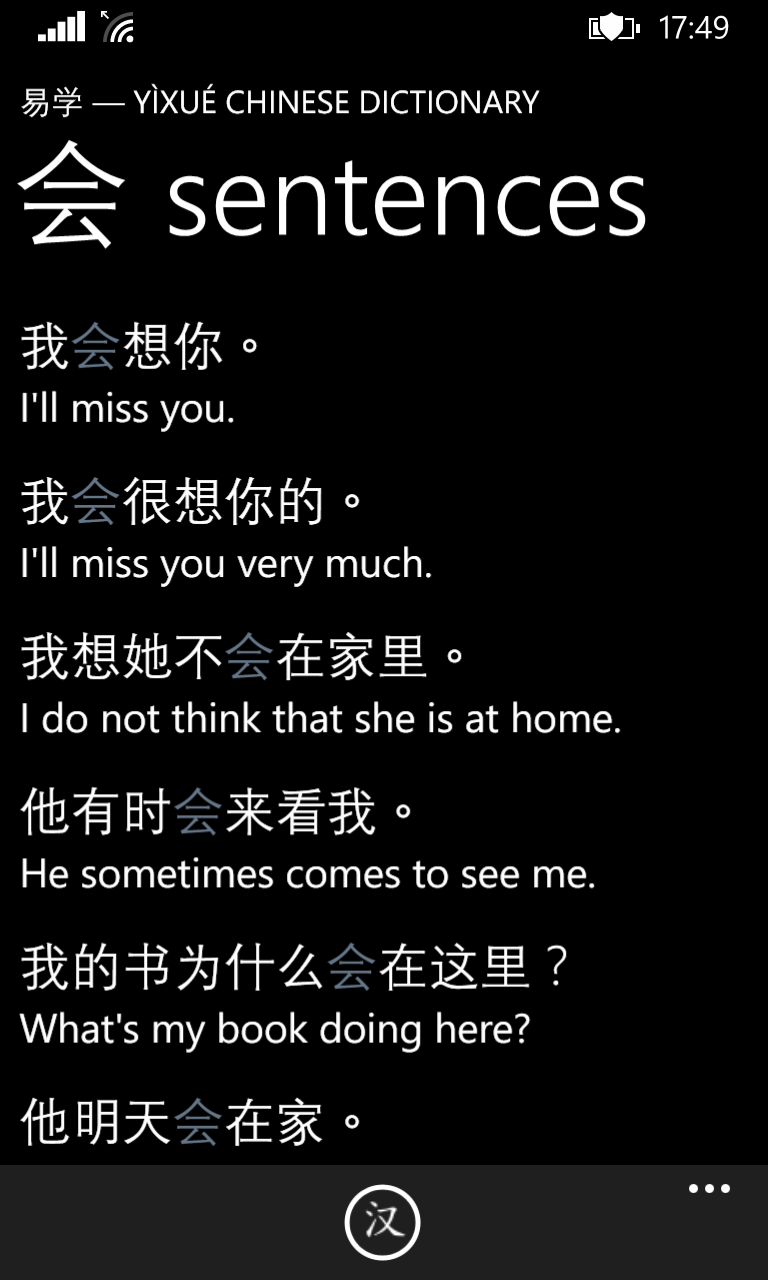 17:49
易学 — YÌXUÉ CHINESE DICTIONARY
会 sentences
我会想你。
I'll miss you.
我会很想你的。
I'll miss you very much.
我想她不会在家里。
I do not think that she is at home.
他有时会来看我。
He sometimes comes to see me.
我的书为什么会在这里？
What's my book doing here?
他明天会在家。
汉